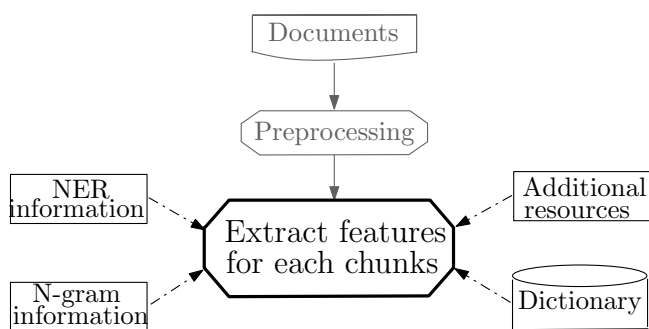 Documents
Preprocessing
NER
information
Additional
resources
Extract features
for each chunks
N-gram
information
Dictionary